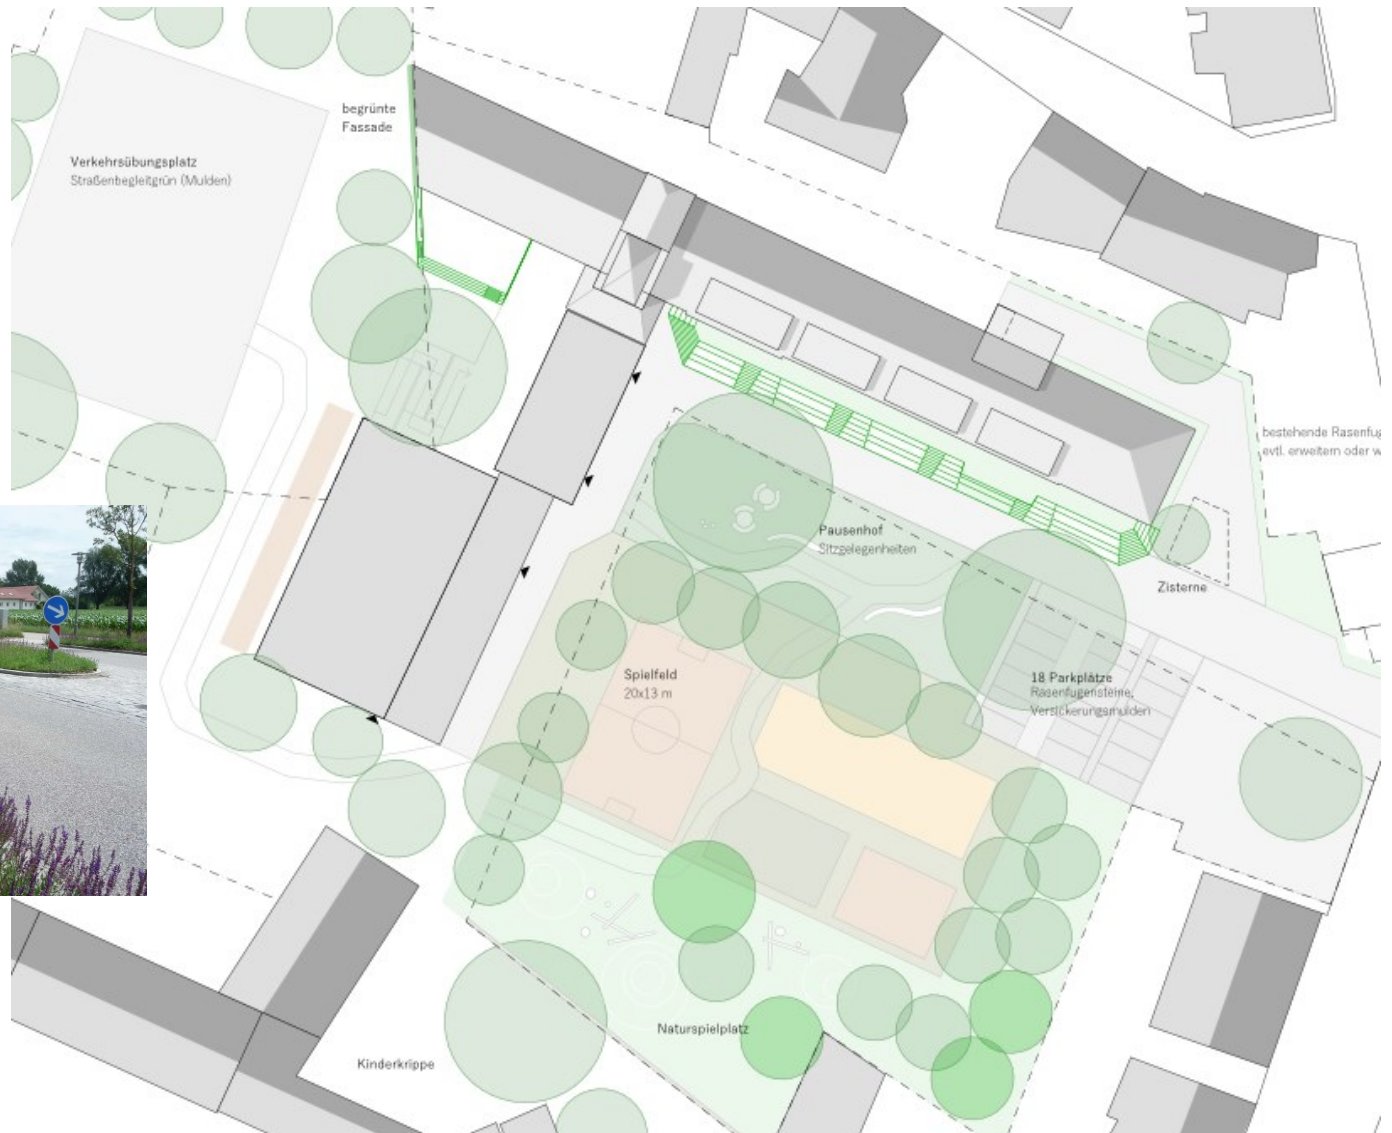 begrünte
Fassade
Verkehrsübungsplatz
Straßenbegleitgrün (Mulden)
bestehende Rasenfug
evtl. erweitern oder w
Pausenhof
Sitzgelegenheiten
Zisterne
Spielfeld
20x13 m
18 Parkplätze
Rasenfugensteine,
Versickerungsmulden
Naturspielplatz
Kinderkrippe